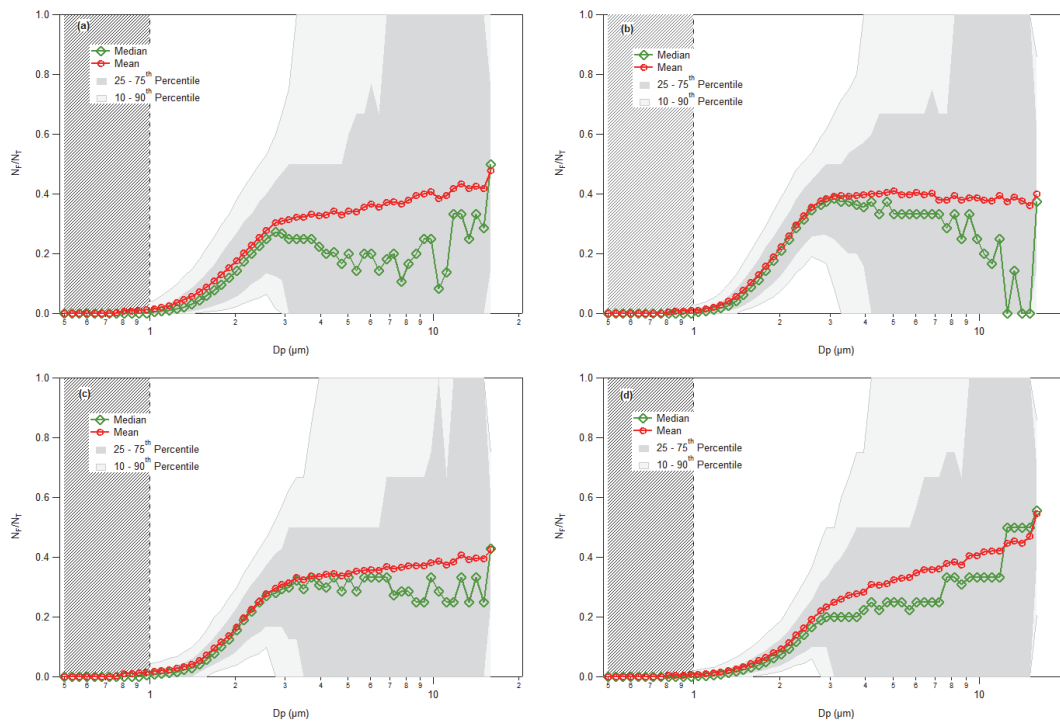 (a)
Median
Mean
25 - 75th Percentile
10 - 90th Percentile
1.0
0.8
0.6
0.4
0.2
0.0
NF/NT
5 6 7 8 9 1 2 3 4 5 6 7 8 9 10 2
Dp (µm)
(b)
Median
Mean
25 - 75th Percentile
10 - 90th Percentile
1.0
0.8
0.6
0.4
0.2
0.0
NF/NT
5 6 7 8 9 1 2 3 4 5 6 7 8 9 10
Dp (µm)
(c)
Median
Mean
25 - 75th Percentile
10 - 90th Percentile
1.0
0.8
0.6
0.4
0.2
0.0
NF/NT
5 6 7 8 9 1 2 3 4 5 6 7 8 9 10 2
Dp (µm)
(d)
Median
Mean
25 - 75th Percentile
10 - 90th Percentile
1.0
0.8
0.6
0.4
0.2
0.0
NF/NT
5 6 7 8 9 1 2 3 4 5 6 7 8 9 10
Dp (µm)